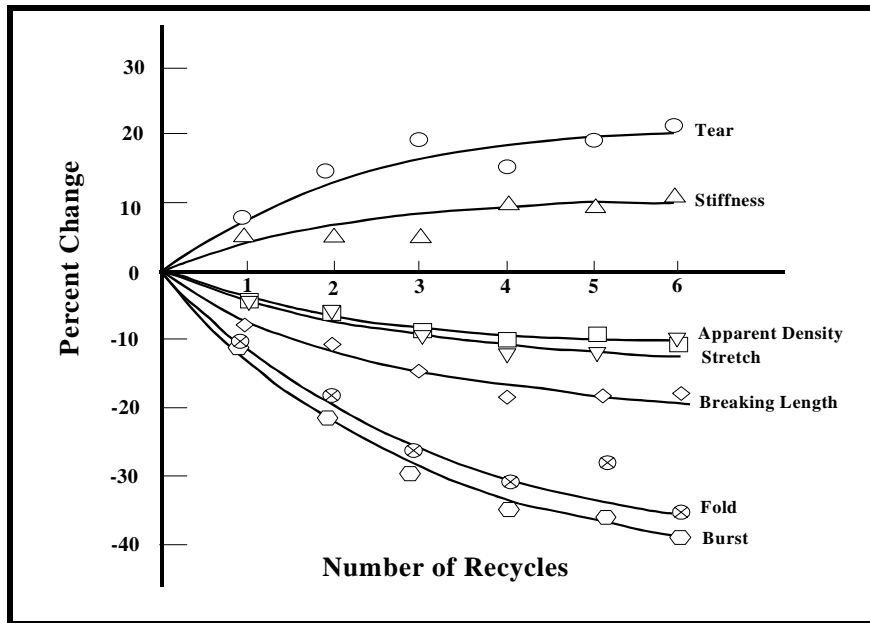 30
20
10
0
-10
-20
-30
-40
Percent Change
1 2 3 4 5 6
Tear
Stiffness
Apparent Density
Stretch
Breaking Length
Fold
Burst
Number of Recycles